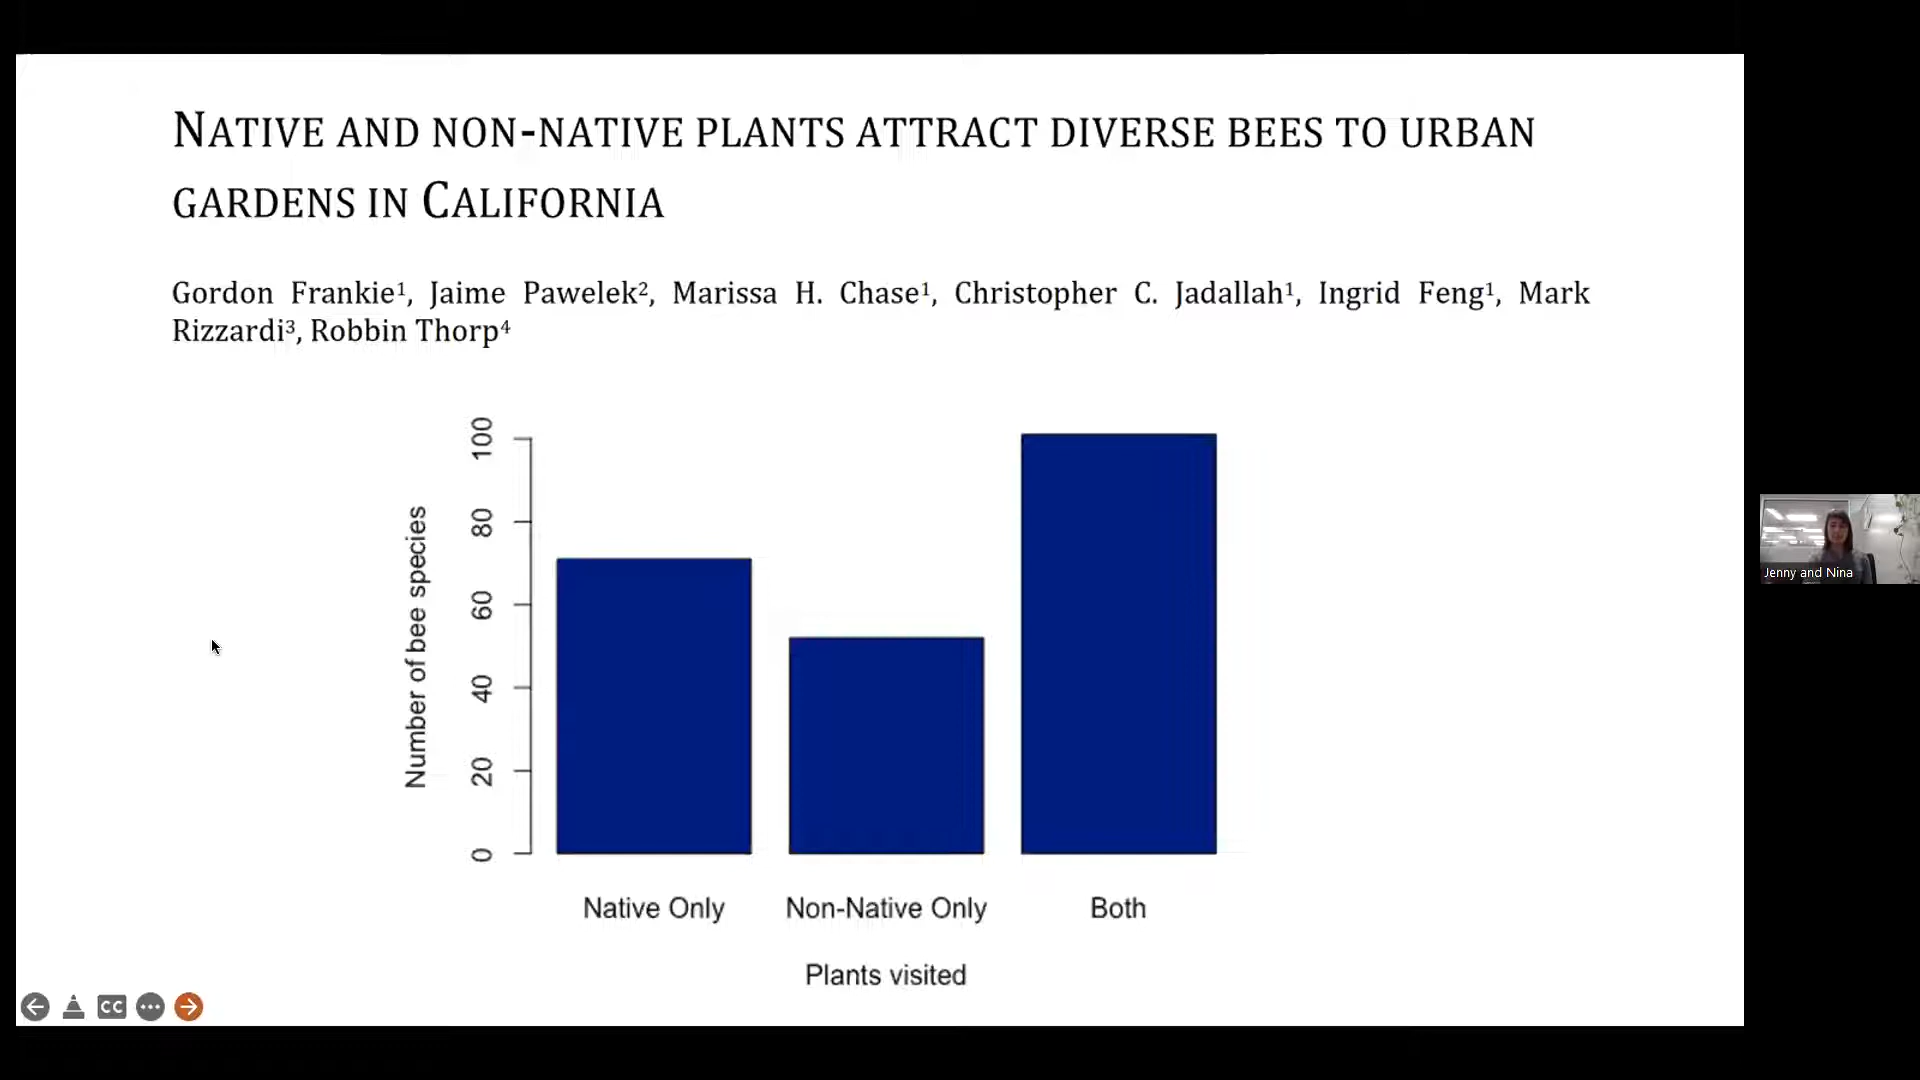 NATIVE AND NON-NATIVE PLANTS ATTRACT DIVERSE BEES TO URBAN
GARDENS IN CALIFORNIA
Gordon Frankie¹, Jaime Pawelek², Marissa H. Chase¹, Christopher C. Jadallah¹, Ingrid Feng¹, Mark
Rizzardi³, Robbin Thorp⁴
Number of bee species
100
80
60
40
20
0
Native Only
Non-Native Only
Both
Plants visited
CC
Jenny and Nina